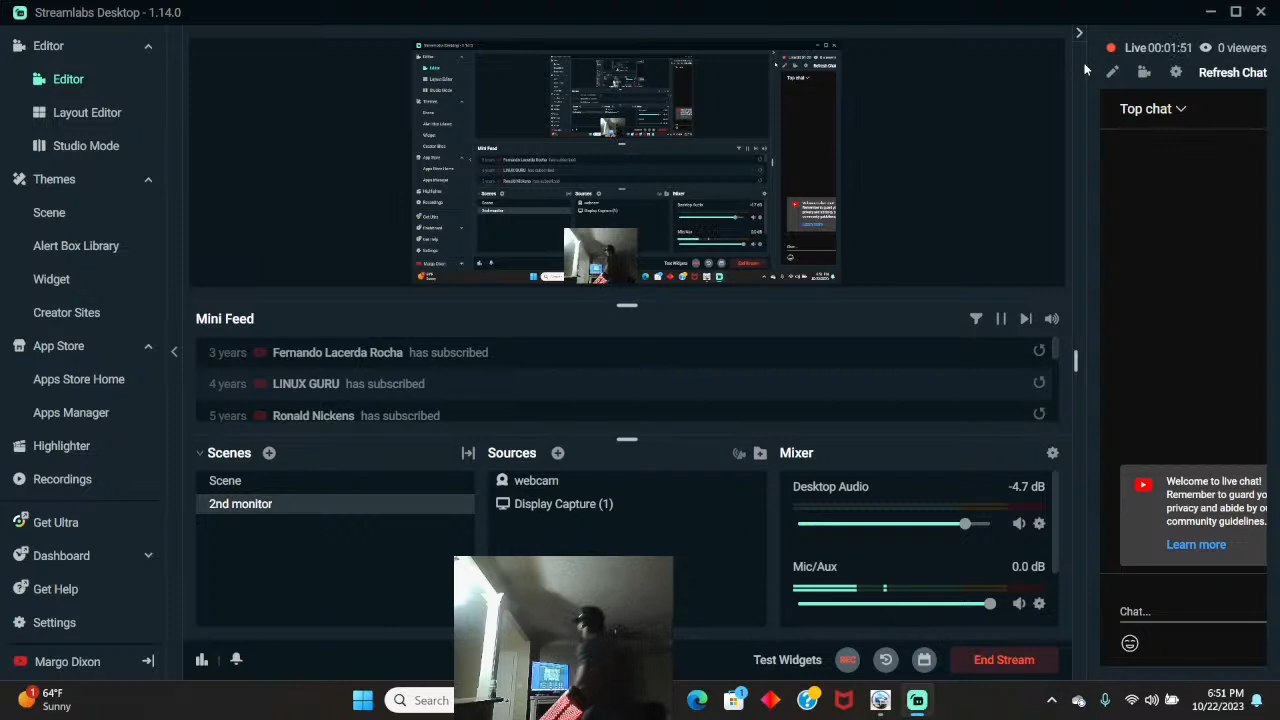 Streamlabs Desktop - 1.14.0
Editor
Editor
Layout Editor
Studio Mode
Themes
Scene
Alert Box Library
Widget
Creator Sites
App Store
Apps Store Home
Apps Manager
Highlighter
Recordings
Get Ultra
Dashboard
Get Help
Settings
Margo Dixon
Mini Feed
3 years Fernando Lacerda Rocha has subscribed
4 years LINUX GURU has subscribed
5 years Ronald Nickens has subscribed
Scenes
Scene
2nd monitor
Sources
webcam
Display Capture (1)
Mixer
Desktop Audio -4.7 dB
Mic/Aux 0.0 dB
Test Widgets REC End Stream
0 viewers
Refresh Chat
Top chat
Welcome to live chat!
Remember to guard yo
privacy and abide by o
community guidelines.
Learn more
Chat...
1
64°F
Sunny
Search
6:51 PM
10/22/2023